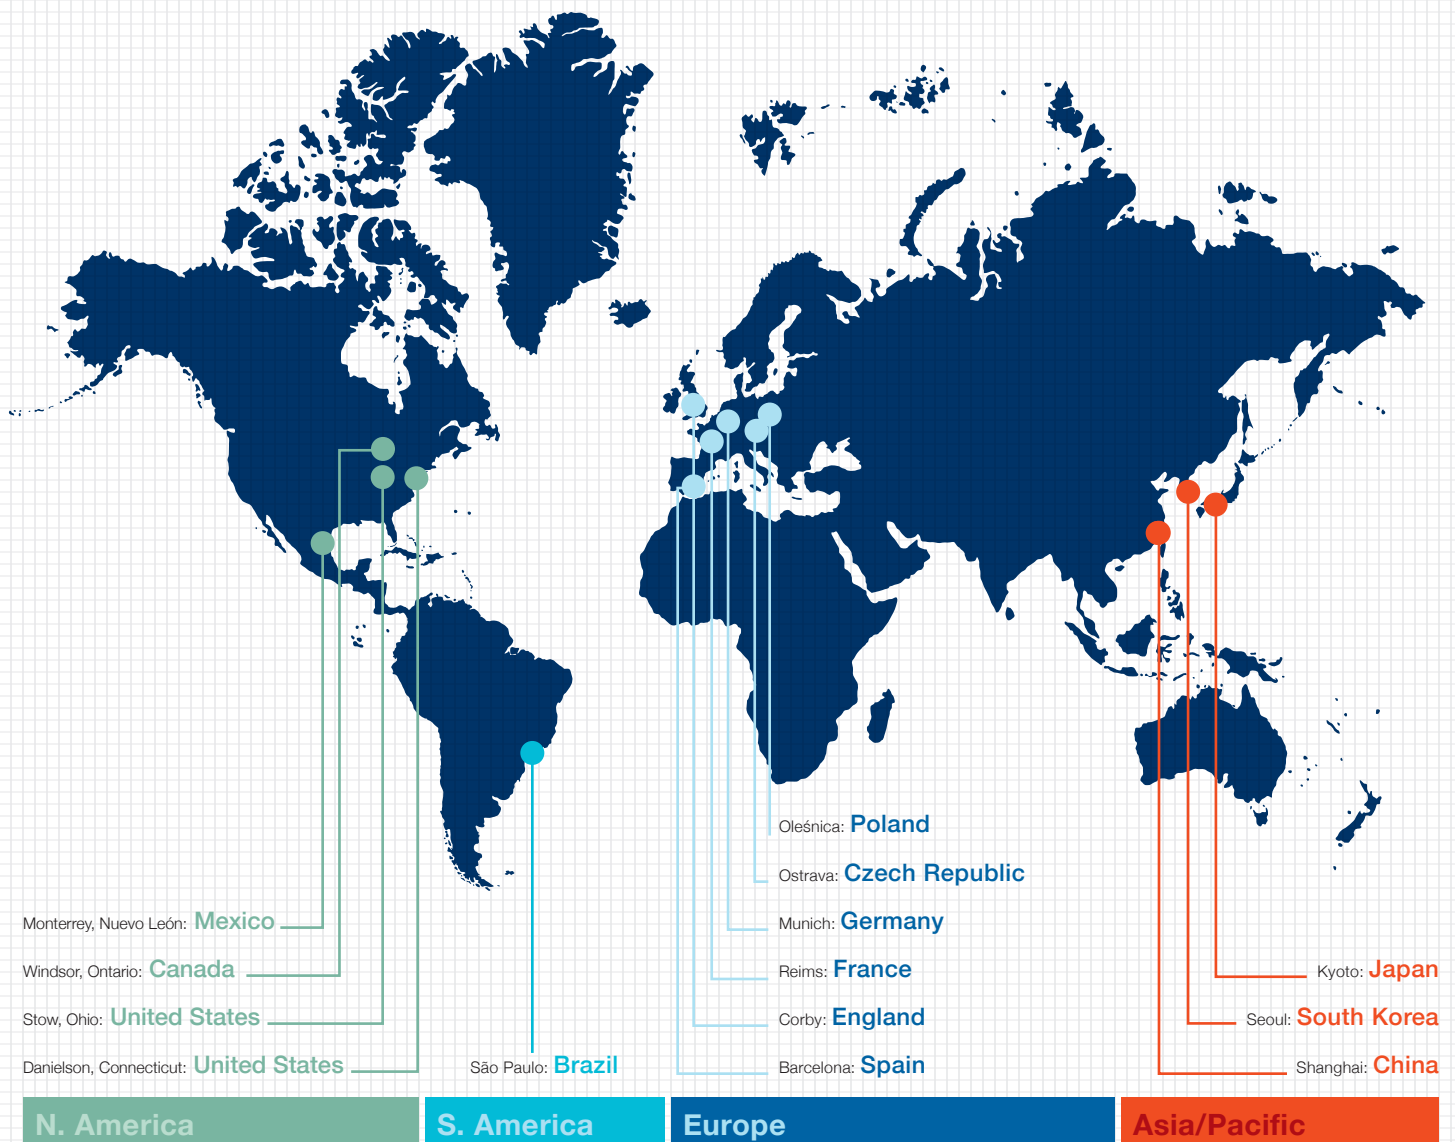 Monterrey, Nuevo León: Mexico
Windsor, Ontario: Canada
Stow, Ohio: United States
Danielson, Connecticut: United States
São Paulo: Brazil
Oleśnica: Poland
Ostrava: Czech Republic
Munich: Germany
Reims: France
Corby: England
Barcelona: Spain
Kyoto: Japan
Seoul: South Korea
Shanghai: China
N. America
S. America
Europe
Asia/Pacific